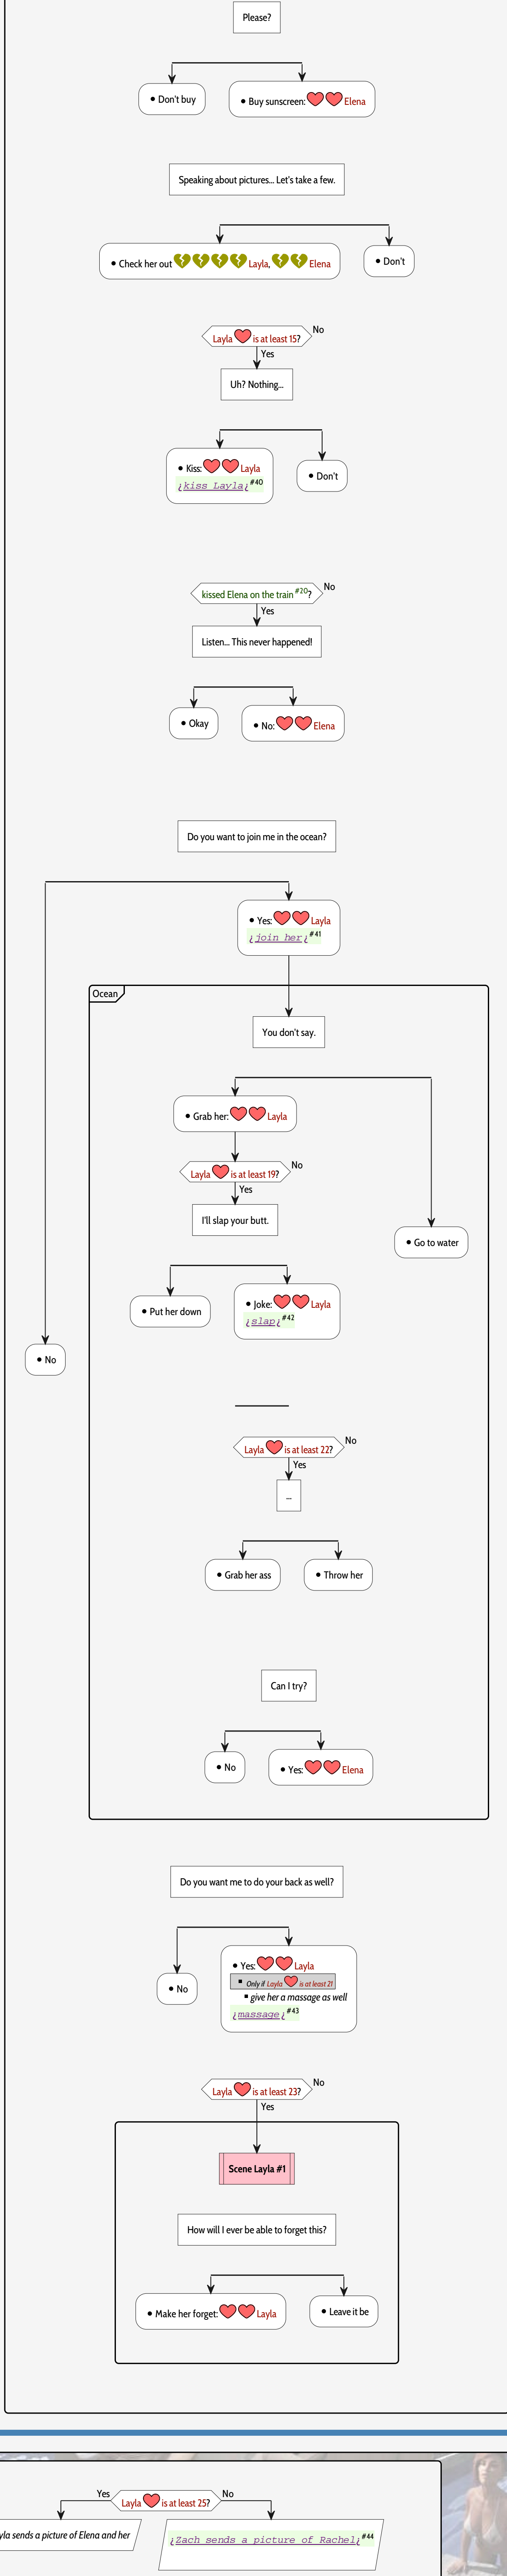 Please?
• Don't buy
• Buy sunscreen: Elena
Speaking about pictures... Let's take a few.
• Check her out Layla, Elena
• Don't
Layla is at least 15?
No
Yes
Uh? Nothing...
• Kiss: Layla
¿kiss Layla¿ #40
• Don't
kissed Elena on the train #20?
No
Yes
Listen... This never happened!
• Okay
• No: Elena
Do you want to join me in the ocean?
• Yes: Layla
¿join her¿ #41
Ocean
You don't say.
• Grab her: Layla
Layla is at least 19?
No
Yes
I'll slap your butt.
• Go to water
• Put her down
• Joke: Layla
¿slap¿ #42
• No
Layla is at least 22?
No
Yes
...
• Grab her ass
• Throw her
Can I try?
• No
• Yes: Elena
Do you want me to do your back as well?
• No
• Yes: Layla
▪ Only if Layla is at least 21
▪ give her a massage as well
¿massage¿ #43
Layla is at least 23?
No
Yes
Scene Layla #1
How will I ever be able to forget this?
• Make her forget: Layla
• Leave it be
Yes
Layla is at least 25?
No
yla sends a picture of Elena and her
¿Zach sends a picture of Rachel¿ #44